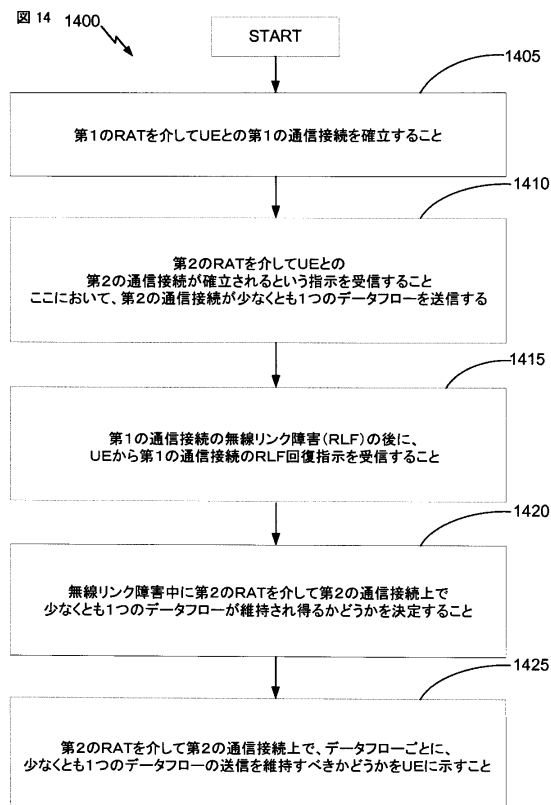 図 14 1400
START
1405
第1のRATを介してUEとの第1の通信接続を確立すること
1410
第2のRATを介してUEとの
第2の通信接続が確立されるという指示を受信すること
ここにおいて、第2の通信接続が少なくとも1つのデータフローを送信する
1415
第1の通信接続の無線リンク障害(RLF)の後に、
UEから第1の通信接続のRLF回復指示を受信すること
1420
無線リンク障害中に第2のRATを介して第2の通信接続上で
少なくとも1つのデータフローが維持され得るかどうかを決定すること
1425
第2のRATを介して第2の通信接続上で、データフローごとに、
少なくとも1つのデータフローの送信を維持すべきかどうかをUEに示すこと